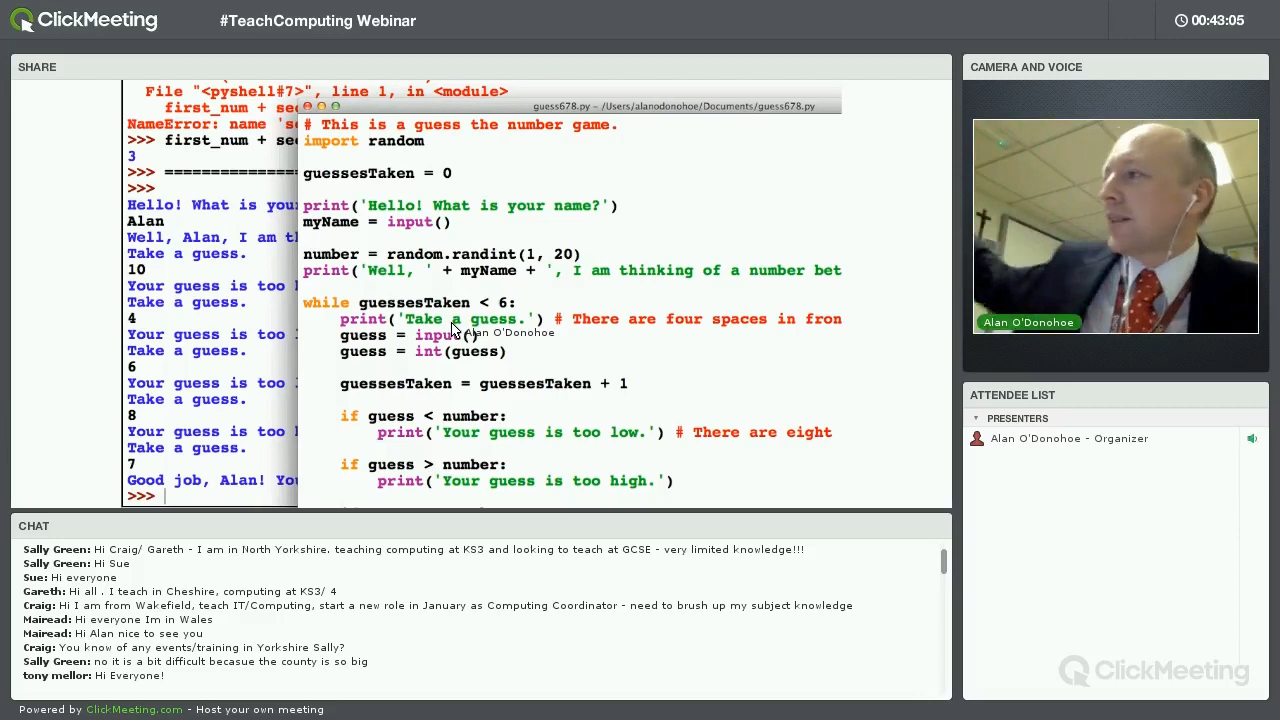 ClickMeeting
#TeachComputing Webinar
00:43:05
SHARE
File "<pyshell#7>", line 1, in <module>
first_num + sec
NameError: name 'se
>>> first_num + sec
3
>>> ===============
>>>
Hello! What is your
Alan
Well, Alan, I am th
Take a guess.
10
Your guess is too h
Take a guess.
4
Your guess is too l
Take a guess.
6
Your guess is too l
Take a guess.
8
Your guess is too h
Take a guess.
7
Good job, Alan! You
>>>
guess678.py – /Users/alanodonohoe/Documents/guess678.py
# This is a guess the number game.
import random
guessesTaken = 0
print('Hello! What is your name?')
myName = input()
number = random.randint(1, 20)
print('Well, ' + myName + ', I am thinking of a number bet
while guessesTaken < 6:
print('Take a guess.') # There are four spaces in fron
Alan O'Donohoe
guess = input()
guess = int(guess)
guessesTaken = guessesTaken + 1
if guess < number:
print('Your guess is too low.') # There are eight
if guess > number:
print('Your guess is too high.')
CAMERA AND VOICE
Alan O'Donohoe
ATTENDEE LIST
PRESENTERS
Alan O'Donohoe - Organizer
CHAT
Sally Green: Hi Craig/ Gareth - I am in North Yorkshire. teaching computing at KS3 and looking to teach at GCSE - very limited knowledge!!!
Sally Green: Hi Sue
Sue: Hi everyone
Gareth: Hi all . I teach in Cheshire, computing at KS3/ 4
Craig: Hi I am from Wakefield, teach IT/Computing, start a new role in January as Computing Coordinator - need to brush up my subject knowledge
Mairead: Hi everyone Im in Wales
Mairead: Hi Alan nice to see you
Craig: You know of any events/training in Yorkshire Sally?
Sally Green: no it is a bit difficult becasue the county is so big
tony mellor: Hi Everyone!
ClickMeeting
Powered by ClickMeeting.com - Host your own meeting